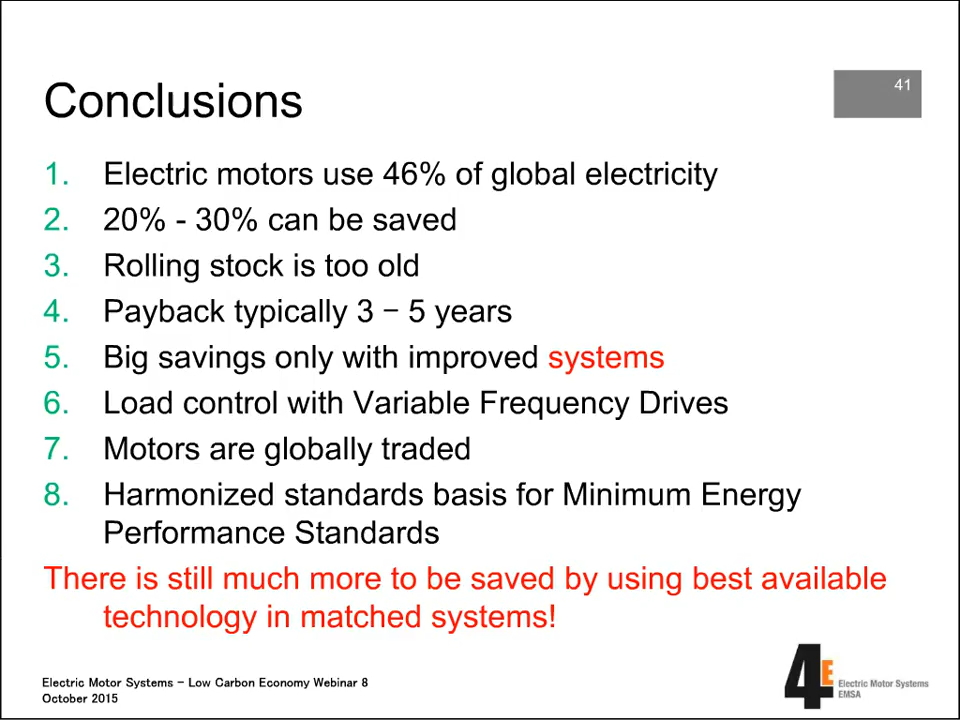 41
Conclusions
1. Electric motors use 46% of global electricity
2. 20% - 30% can be saved
3. Rolling stock is too old
4. Payback typically 3 – 5 years
5. Big savings only with improved systems
6. Load control with Variable Frequency Drives
7. Motors are globally traded
8. Harmonized standards basis for Minimum Energy
Performance Standards
There is still much more to be saved by using best available
technology in matched systems!
Electric Motor Systems – Low Carbon Economy Webinar 8
October 2015
4E
Electric Motor Systems
EMSA